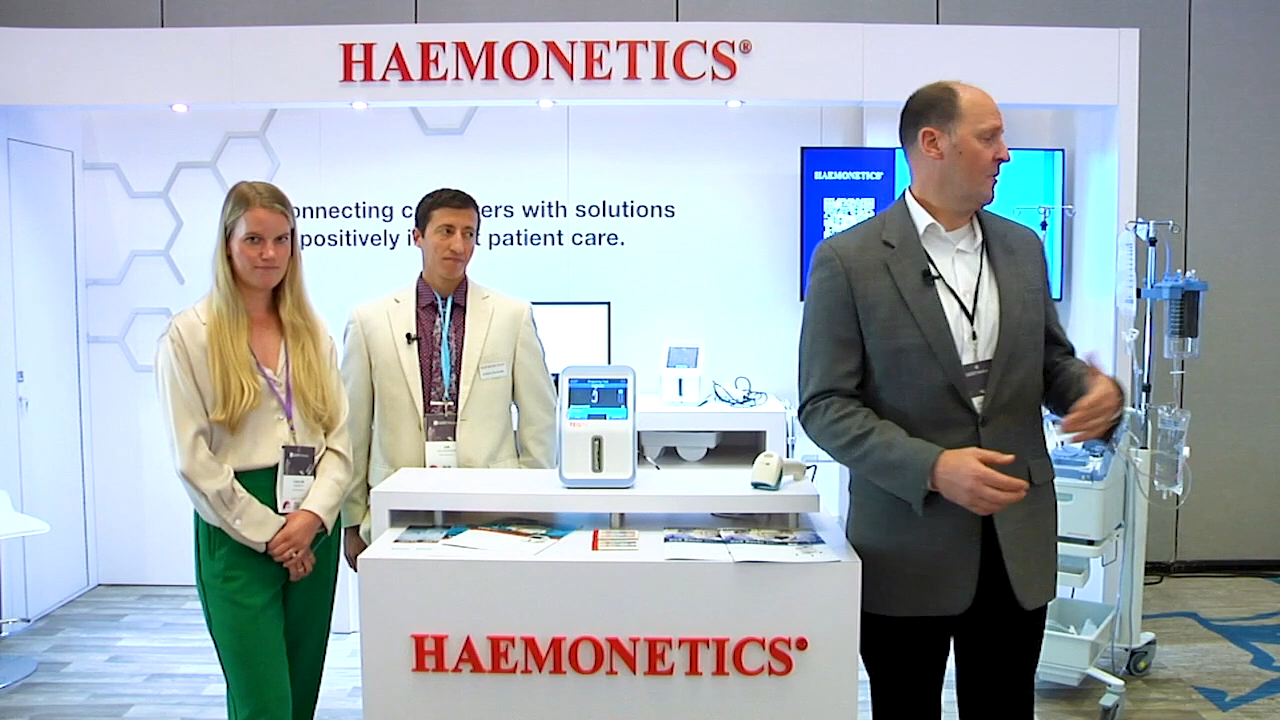 HAEMONETICS®
HAEMONETICS®
onnecting c ers with solutions
positively i t patient care.
HAEMONETICS®